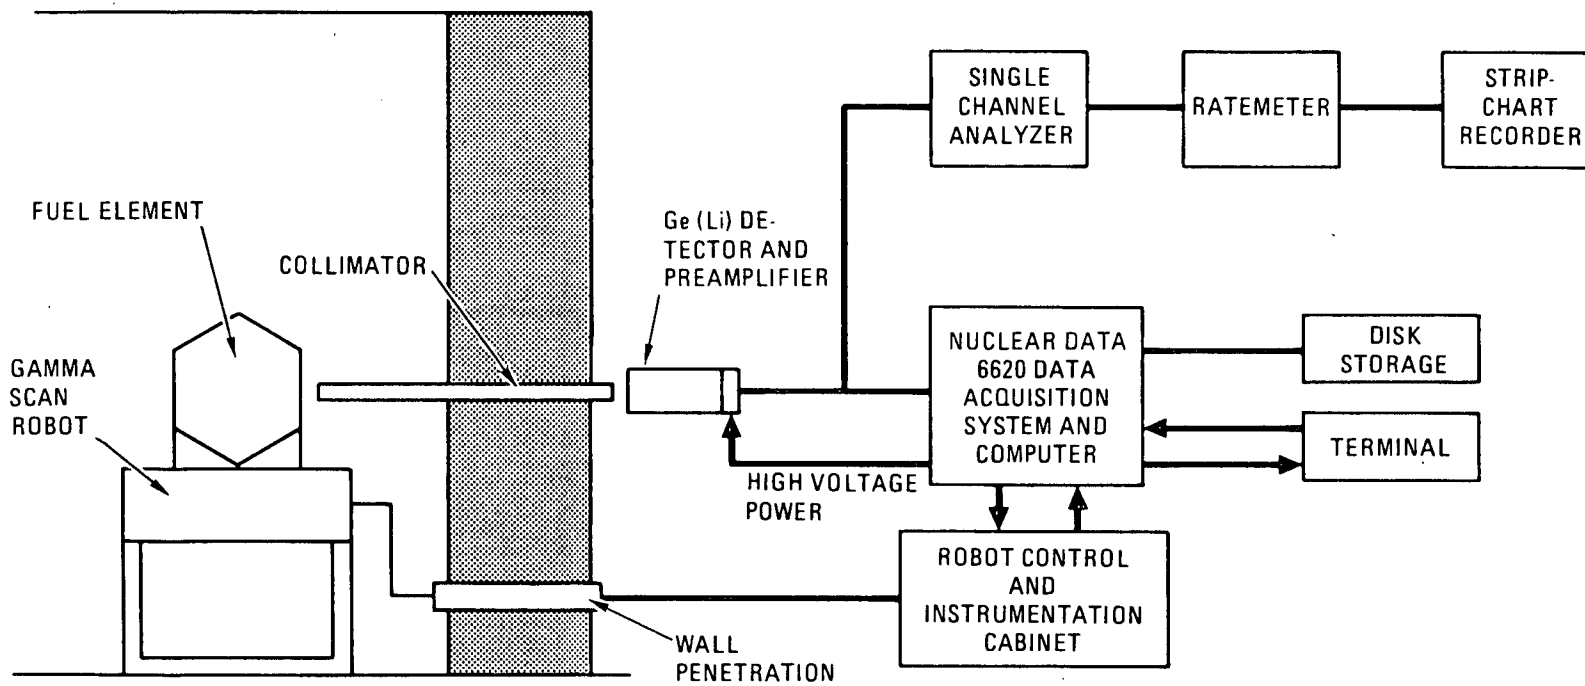 SINGLE
CHANNEL
ANALYZER
RATEMETER
STRIP-
CHART
RECORDER
FUEL ELEMENT
COLLIMATOR
Ge (Li) DE-
TECTOR AND
PREAMPLIFIER
GAMMA
SCAN
ROBOT
NUCLEAR DATA
6620 DATA
ACQUISITION
SYSTEM AND
COMPUTER
DISK
STORAGE
TERMINAL
HIGH VOLTAGE
POWER
ROBOT CONTROL
AND
INSTRUMENTATION
CABINET
WALL
PENETRATION